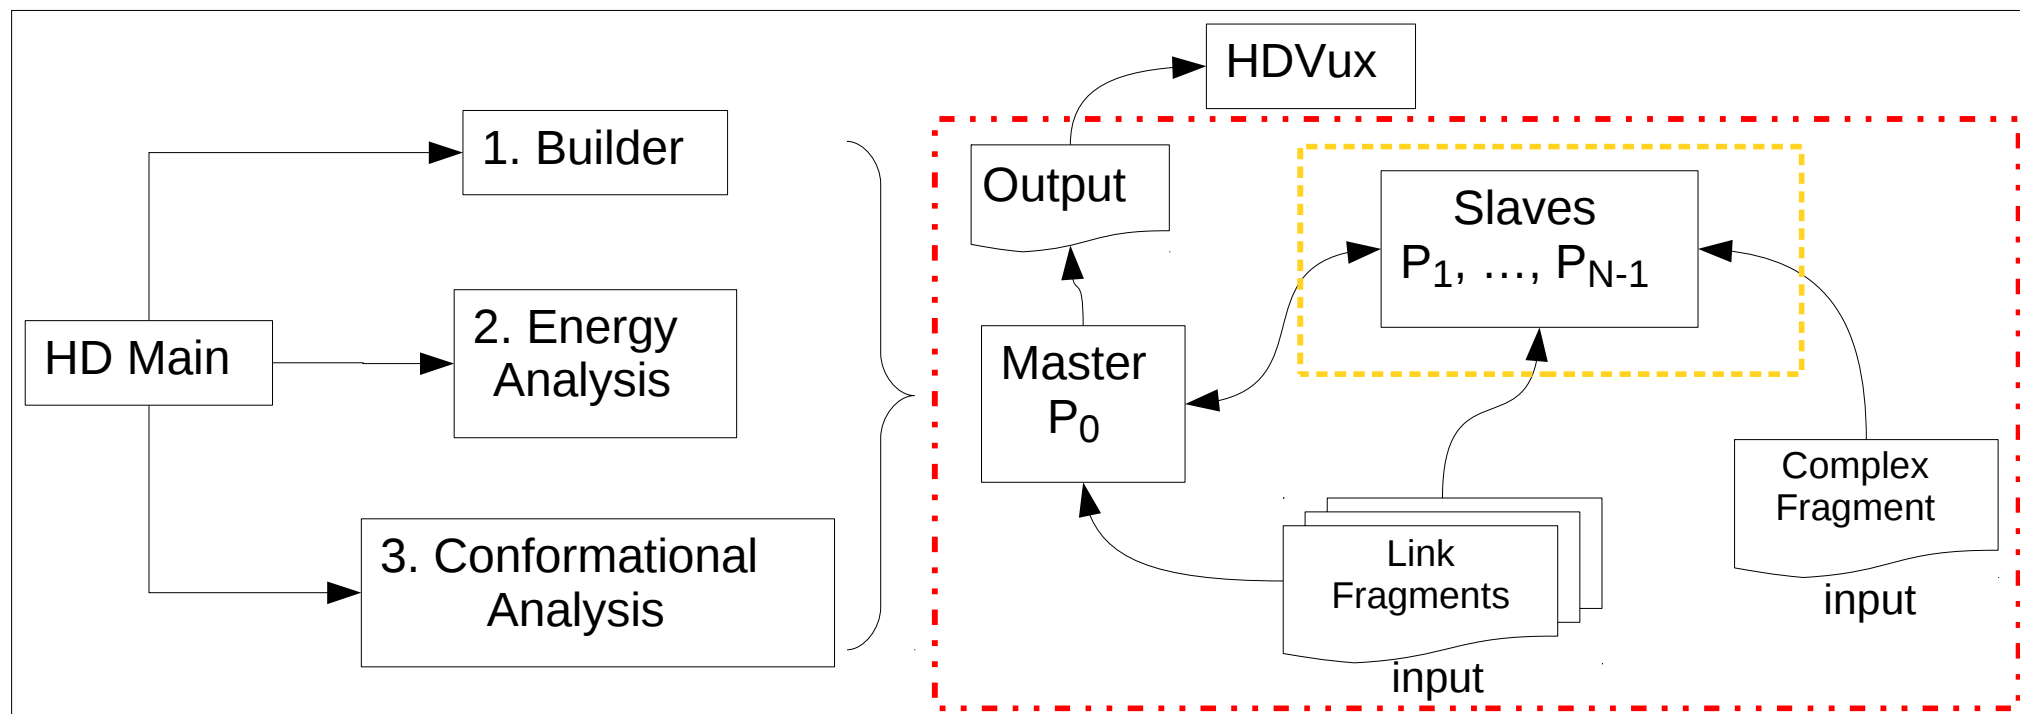 HDVux
1. Builder
Output
Slaves
P1, ..., PN-1
2. Energy
Analysis
HD Main
Master
P0
Complex
Fragment
input
3. Conformational
Analysis
Link
Fragments
input